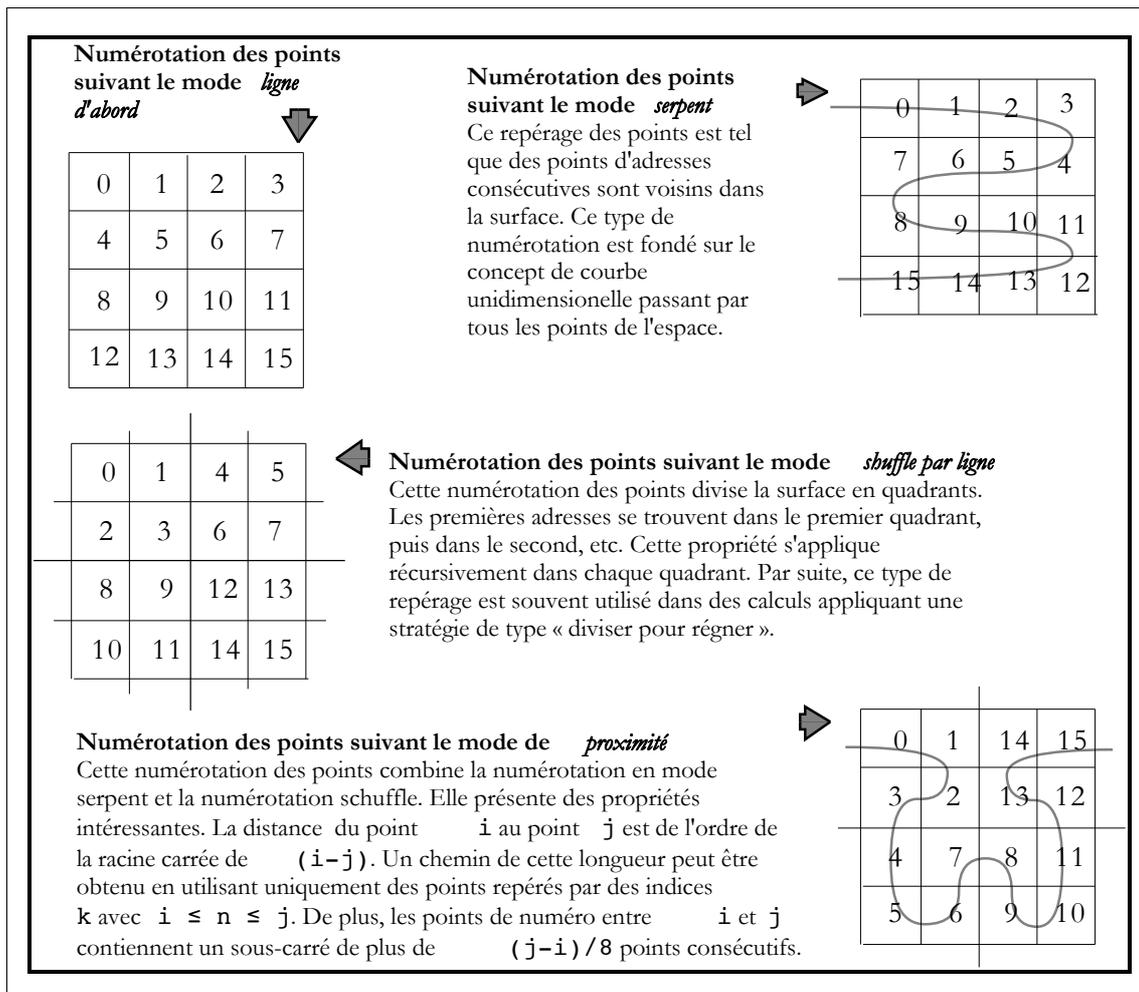 Numérotation des points
suivant le mode ligne
d'abord
0 1 2 3
4 5 6 7
8 9 10 11
12 13 14 15
Numérotation des points
suivant le mode serpent
Ce repérage des points est tel
que des points d'adresses
consécutives sont voisins dans
la surface. Ce type de
numérotation est fondé sur le
concept de courbe
unidimensionelle passant par
tous les points de l'espace.
0 1 2 3
7 6 5 4
8 9 10 11
15 14 13 12
0 1 4 5
2 3 6 7
8 9 12 13
10 11 14 15
Numérotation des points suivant le mode shuffle par ligne
Cette numérotation des points divise la surface en quadrants.
Les premières adresses se trouvent dans le premier quadrant,
puis dans le second, etc. Cette propriété s'applique
récursivement dans chaque quadrant. Par suite, ce type de
repérage est souvent utilisé dans des calculs appliquant une
stratégie de type « diviser pour régner ».
Numérotation des points suivant le mode de proximité
Cette numérotation des points combine la numérotation en mode
serpent et la numérotation schuffle. Elle présente des propriétés
intéressantes. La distance du point i au point j est de l'ordre de
la racine carrée de (i-j). Un chemin de cette longueur peut être
obtenu en utilisant uniquement des points repérés par des indices
k avec i ≤ n ≤ j. De plus, les points de numéro entre i et j
contiennent un sous-carré de plus de (j-i)/8 points consécutifs.
0 1 14 15
3 2 13 12
4 7 8 11
5 6 9 10